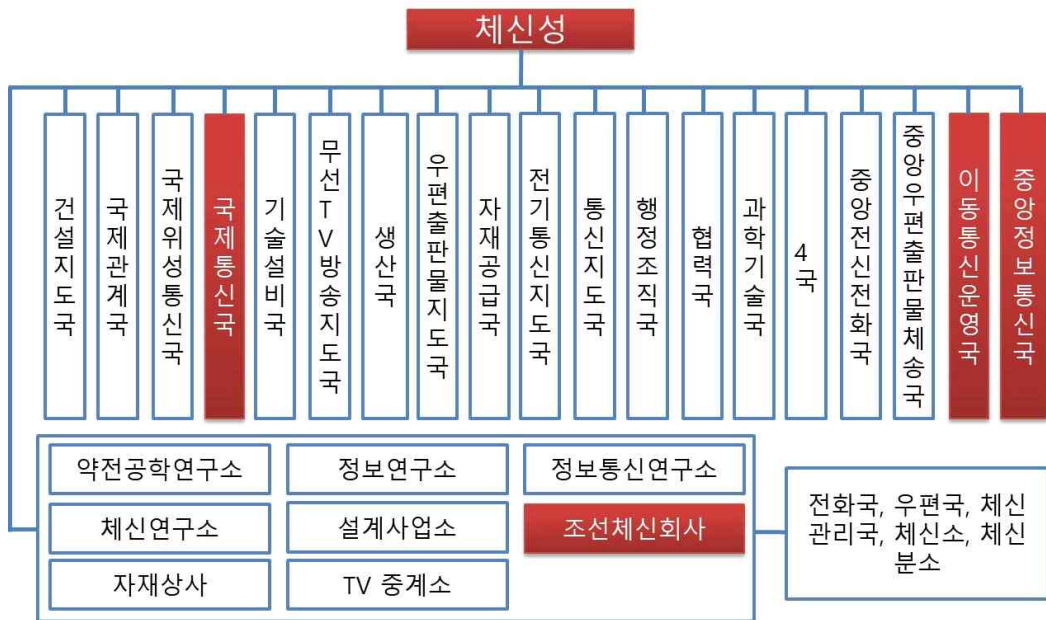 체신성
건설지도국
국제관계국
국제위성통신국
국제통신국
기술설비국
무선TV방송지도국
생산국
우편출판물지도국
자재공급국
전기통신지도국
통신지도국
행정조직국
협력국
과학기술국
4국
중앙전신전화국
중앙우편출판물체송국
이동통신운영국
중앙정보통신국
약전공학연구소
정보연구소
정보통신연구소
체신연구소
설계사업소
조선체신회사
자재상사
TV 중계소
전화국, 우편국, 체신
관리국, 체신소, 체신
분소